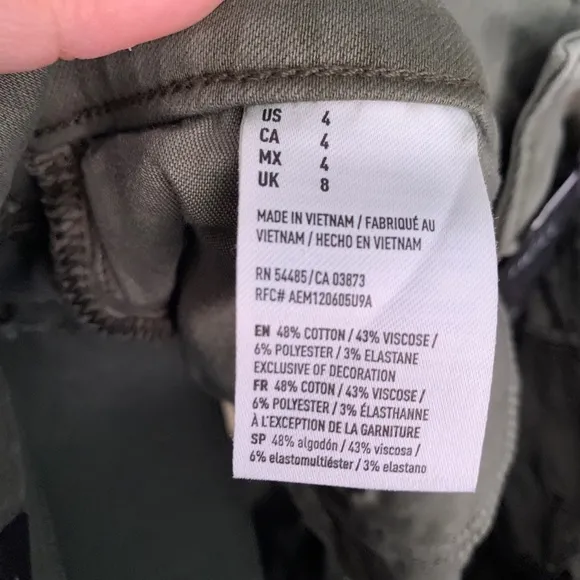 US 4
CA 4
MX 4
UK 8
MADE IN VIETNAM / FABRIQUÉ AU
VIETNAM / HECHO EN VIETNAM
RN 54485/CA 03873
RFC# AEM120605U9A
EN 48% COTTON / 43% VISCOSE /
6% POLYESTER / 3% ELASTANE
EXCLUSIVE OF DECORATION
FR 48% COTON / 43% VISCOSE /
6% POLYESTER / 3% ÉLASTHANNE
À L'EXCEPTION DE LA GARNITURE
SP 48% algodón / 43% viscosa /
6% elastomultiéster / 3% elastano